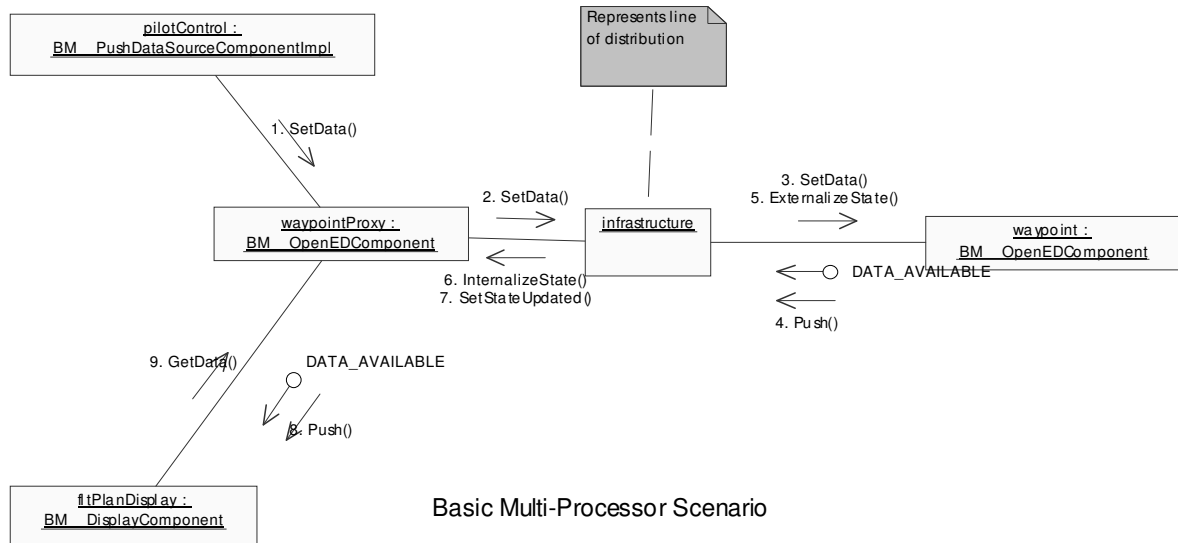 pilotControl :
BM__PushDataSourceComponentImpl
Represents line
of distribution
1. SetData()
2. SetData()
3. SetData()
5. ExternalizeState()
waypointProxy :
BM__OpenEDComponent
infrastructure
waypoint :
BM__OpenEDComponent
6. InternalizeState()
7. SetStateUpdated()
DATA_AVAILABLE
4. Push()
9. GetData()
DATA_AVAILABLE
8. Push()
fltPlanDisplay :
BM__DisplayComponent
Basic Multi-Processor Scenario